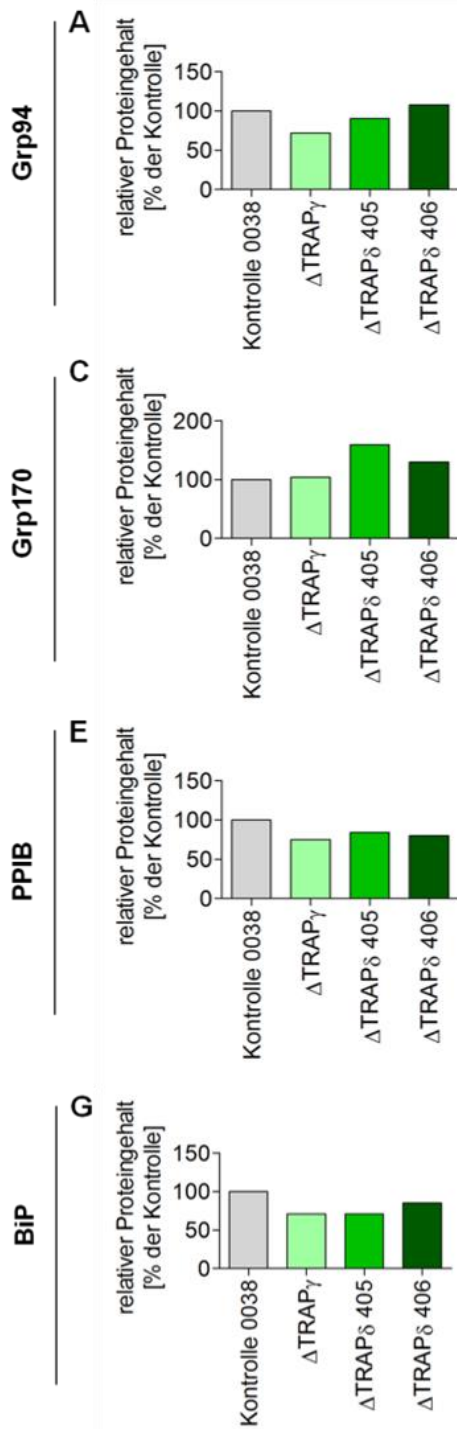 A
Grp94
relativer Proteingehalt
[% der Kontrolle]
150
100
50
0
Kontrolle 0038
ΔTRAPγ
ΔTRAPδ 405
ΔTRAPδ 406
C
Grp170
relativer Proteingehalt
[% der Kontrolle]
200
100
0
Kontrolle 0038
ΔTRAPγ
ΔTRAPδ 405
ΔTRAPδ 406
E
PPIB
relativer Proteingehalt
[% der Kontrolle]
150
100
50
0
Kontrolle 0038
ΔTRAPγ
ΔTRAPδ 405
ΔTRAPδ 406
G
BiP
relativer Proteingehalt
[% der Kontrolle]
150
100
50
0
Kontrolle 0038
ΔTRAPγ
ΔTRAPδ 405
ΔTRAPδ 406